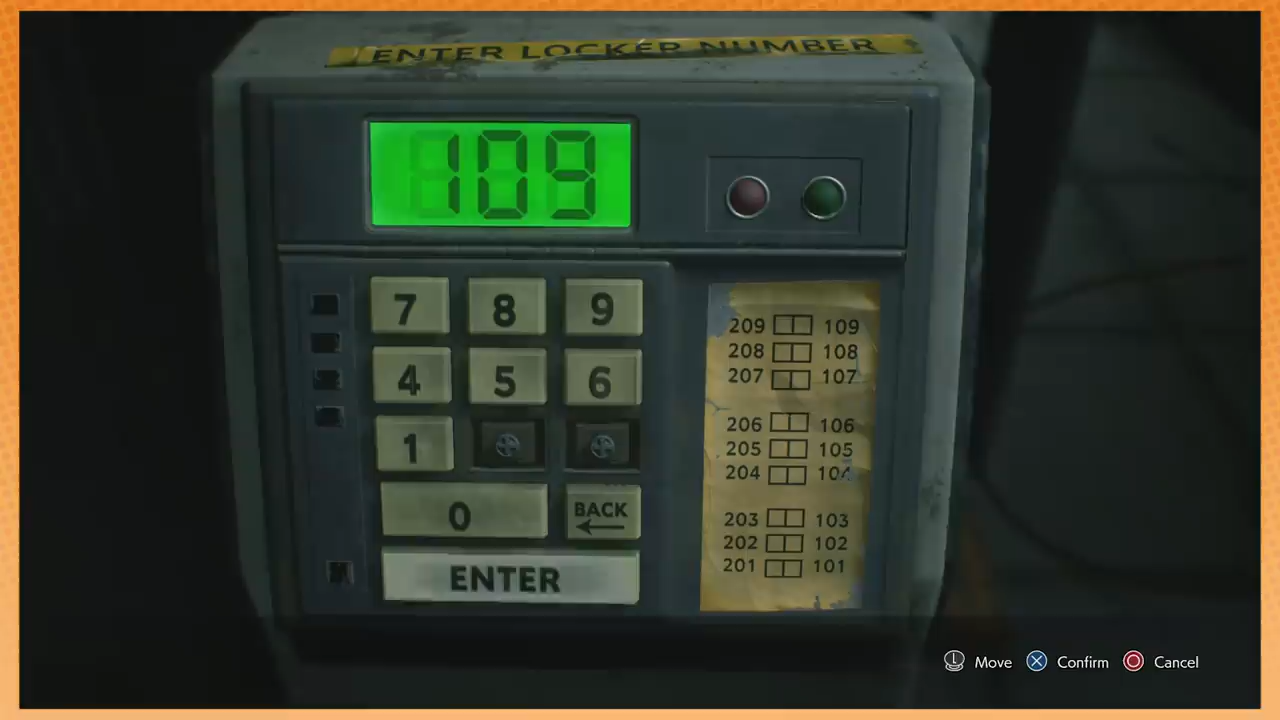 ENTER LOCKER NUMBER
109
7 8 9
4 5 6
1
0 BACK
ENTER
209 109
208 108
207 107
206 106
205 105
204 104
203 103
202 102
201 101
L Move Confirm Cancel